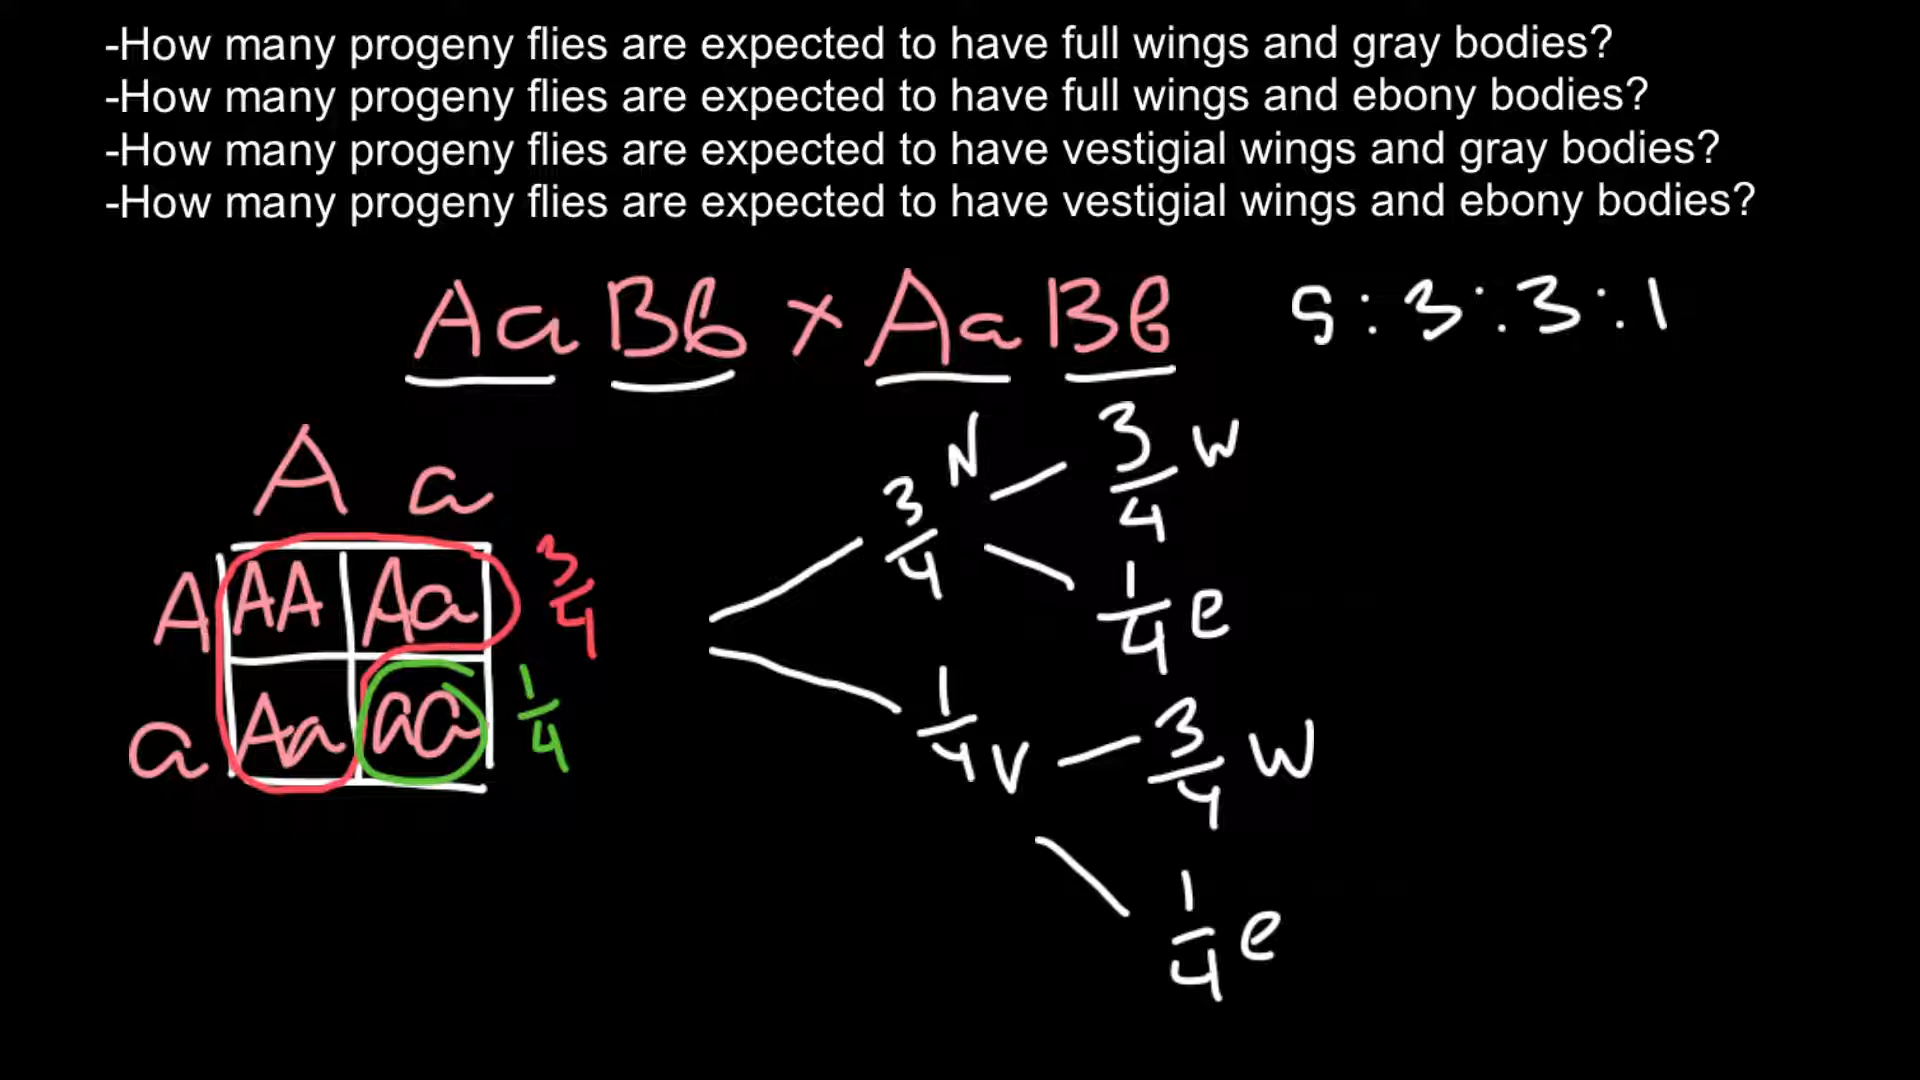 -How many progeny flies are expected to have full wings and gray bodies?
-How many progeny flies are expected to have full wings and ebony bodies?
-How many progeny flies are expected to have vestigial wings and gray bodies?
-How many progeny flies are expected to have vestigial wings and ebony bodies?
Aa Bb x Aa Bb 9:3:3:1
A a
A AA Aa 3/4
a Aa aa 1/4
3/4 N 3/4 W
1/4 e
1/4 V 3/4 W
1/4 e